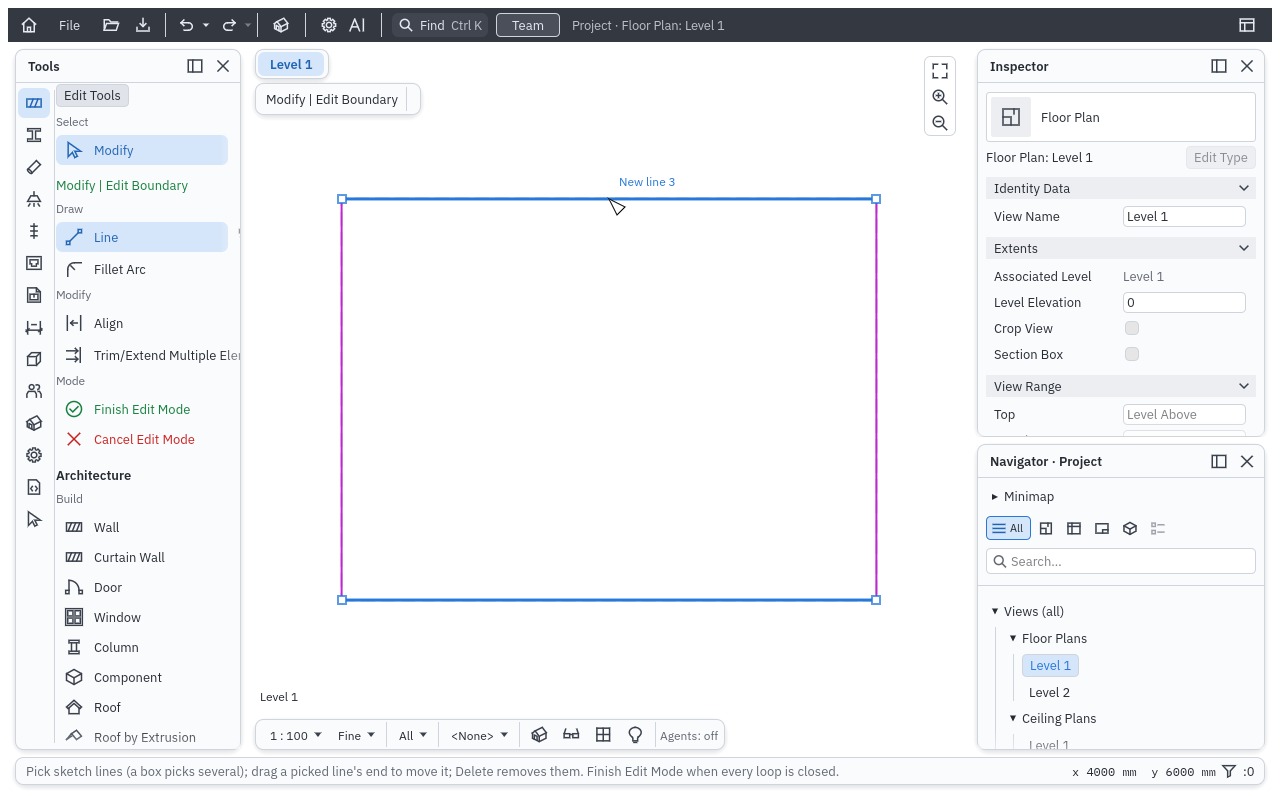 File
Find Ctrl K
Team
Project · Floor Plan: Level 1
Tools
Edit Tools
Select
Modify
Modify | Edit Boundary
Draw
Line
Fillet Arc
Modify
Align
Trim/Extend Multiple
Mode
Finish Edit Mode
Cancel Edit Mode
Architecture
Build
Wall
Curtain Wall
Door
Window
Column
Component
Roof
Roof by Extrusion
Level 1
Modify | Edit Boundary
New line 3
Level 1
1 : 100
Fine
All
<None>
Agents: off
Inspector
Floor Plan
Floor Plan: Level 1
Edit Type
Identity Data
View Name Level 1
Extents
Associated Level Level 1
Level Elevation 0
Crop View
Section Box
View Range
Top Level Above
Navigator · Project
Minimap
All
Search...
Views (all)
Floor Plans
Level 1
Level 2
Ceiling Plans
Level 1
Pick sketch lines (a box picks several); drag a picked line's end to move it; Delete removes them. Finish Edit Mode when every loop is closed.
x 4000 mm y 6000 mm :0